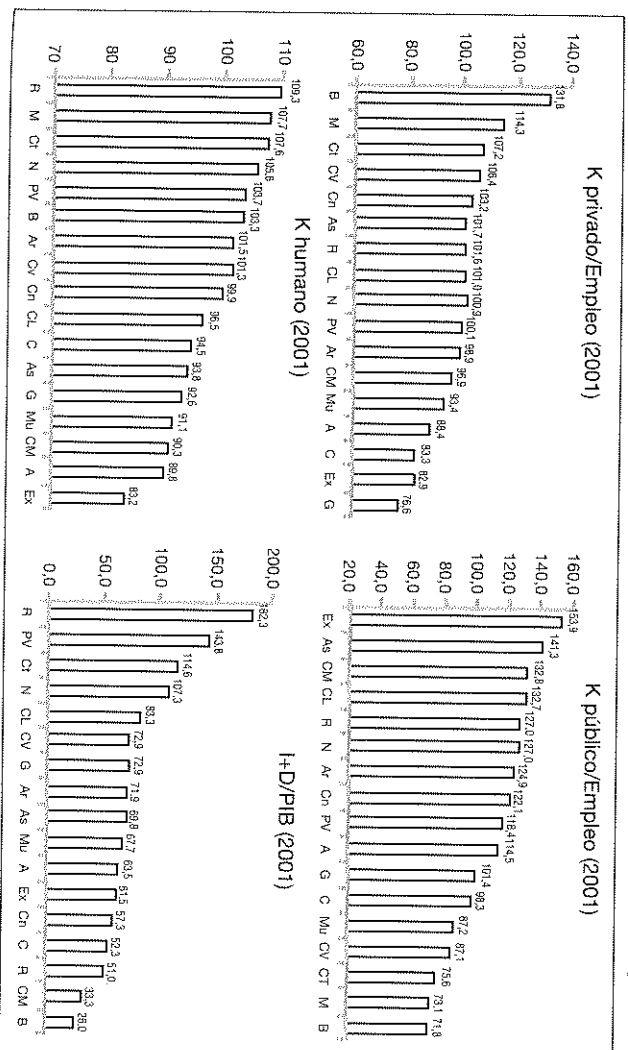 K privado/Empleo (2001)
140,0
120,0
100,0
80,0
60,0
131,8 114,3 107,2 106,4 103,2 101,7 101,6 101,0 100,9 100,1 98,9 96,9 93,4 88,4 83,3 82,9 76,6
B M Ct CV Cn As R CL N PV Ar CM Mu A C Ex G
K público/Empleo (2001)
160,0
140,0
120,0
100,0
80,0
60,0
40,0
20,0
153,9 141,3 132,8 132,7 127,0 127,0 124,9 122,1 118,4 114,5 101,4 98,3 87,2 87,1 75,6 73,1 71,8
Ex As CM CL R N Ar Cn PV A G C Mu CV CT M B
K humano (2001)
110
100
90
80
70
109,3 107,7 107,6 105,6 103,7 103,3 101,5 101,3 99,9 96,5 94,5 93,8 92,6 91,1 90,3 89,8 83,2
R M Ct N PV B Ar Cv Cn CL C As G Mu CM A Ex
I+D/PIB (2001)
200,0
150,0
100,0
50,0
0,0
182,3 143,8 114,6 107,3 83,3 72,9 72,9 71,9 69,8 67,7 63,5 61,5 57,3 52,3 51,0 33,3 26,0
R PV Ct N CL CV G Ar As Mu A Ex Cn C R CM B